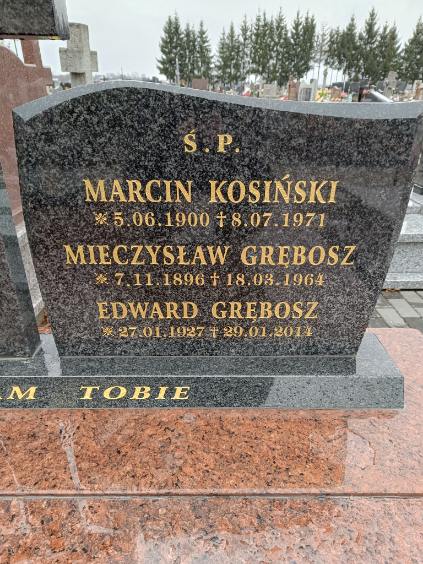 Ś.P.
MARCIN KOSIŃSKI
* 5.06.1900 † 8.07.1971
MIECZYSŁAW GRĘBOSZ
* 7.11.1896 † 18.03.1964
EDWARD GRĘBOSZ
* 27.01.1927 † 29.01.2014
AM TOBIE